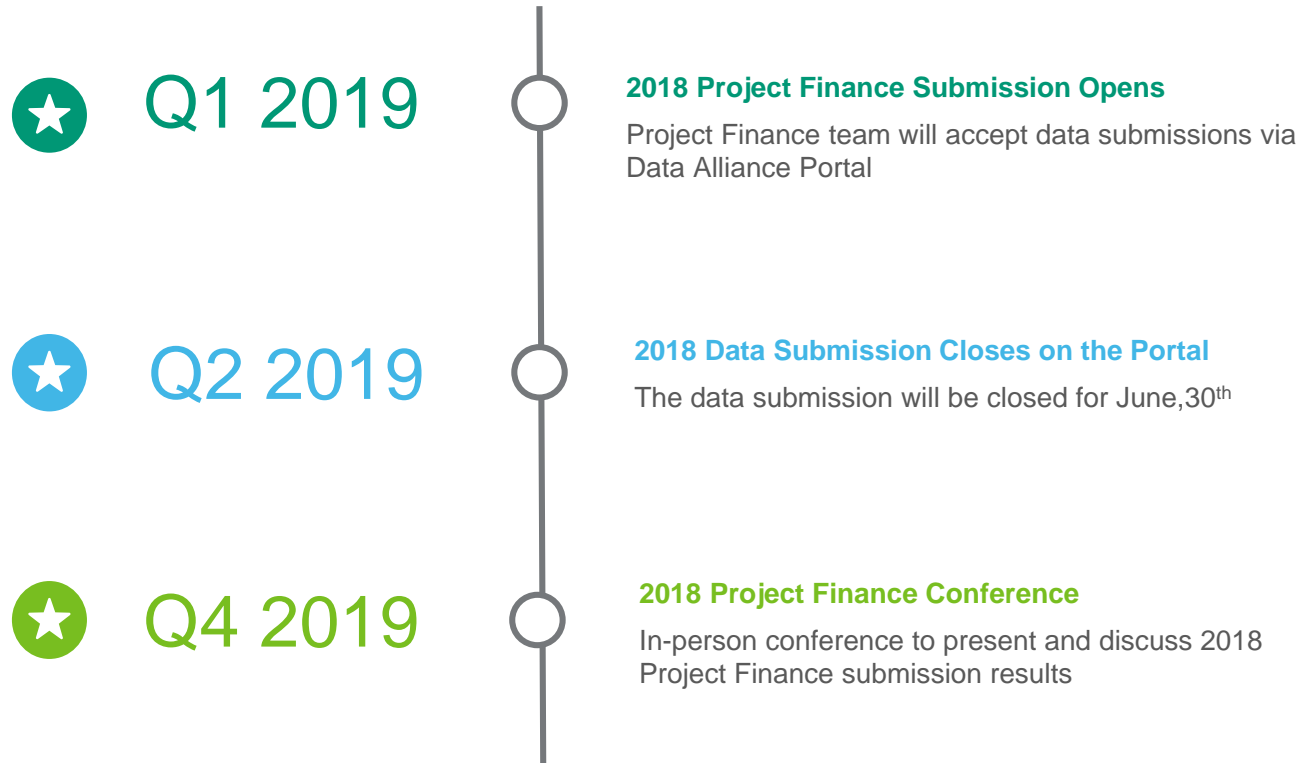 Q1 2019
2018 Project Finance Submission Opens
Project Finance team will accept data submissions via
Data Alliance Portal
Q2 2019
2018 Data Submission Closes on the Portal
The data submission will be closed for June,30th
Q4 2019
2018 Project Finance Conference
In-person conference to present and discuss 2018
Project Finance submission results